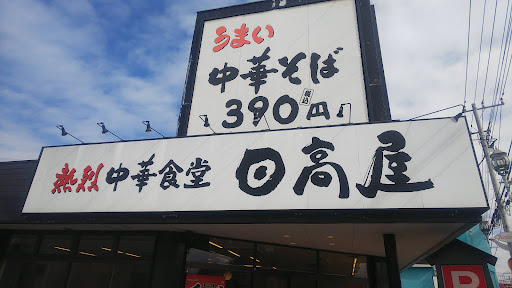 うまい
中華そば
390円 税込
熱烈中華食堂 日高屋
P